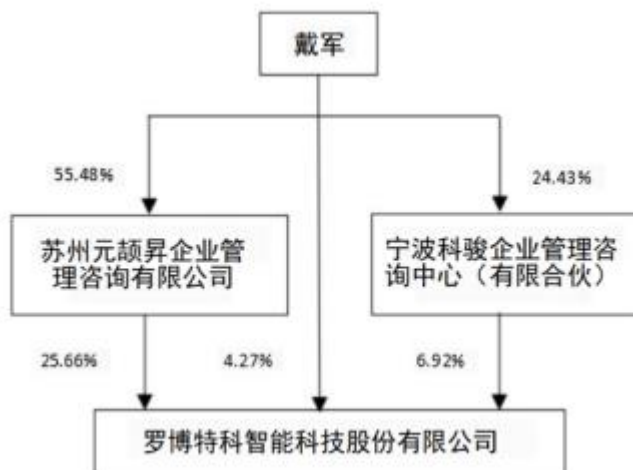 戴军
55.48%
24.43%
苏州元颉昇企业管
理咨询有限公司
宁波科骏企业管理咨
询中心（有限合伙）
25.66%
4.27%
6.92%
罗博特科智能科技股份有限公司